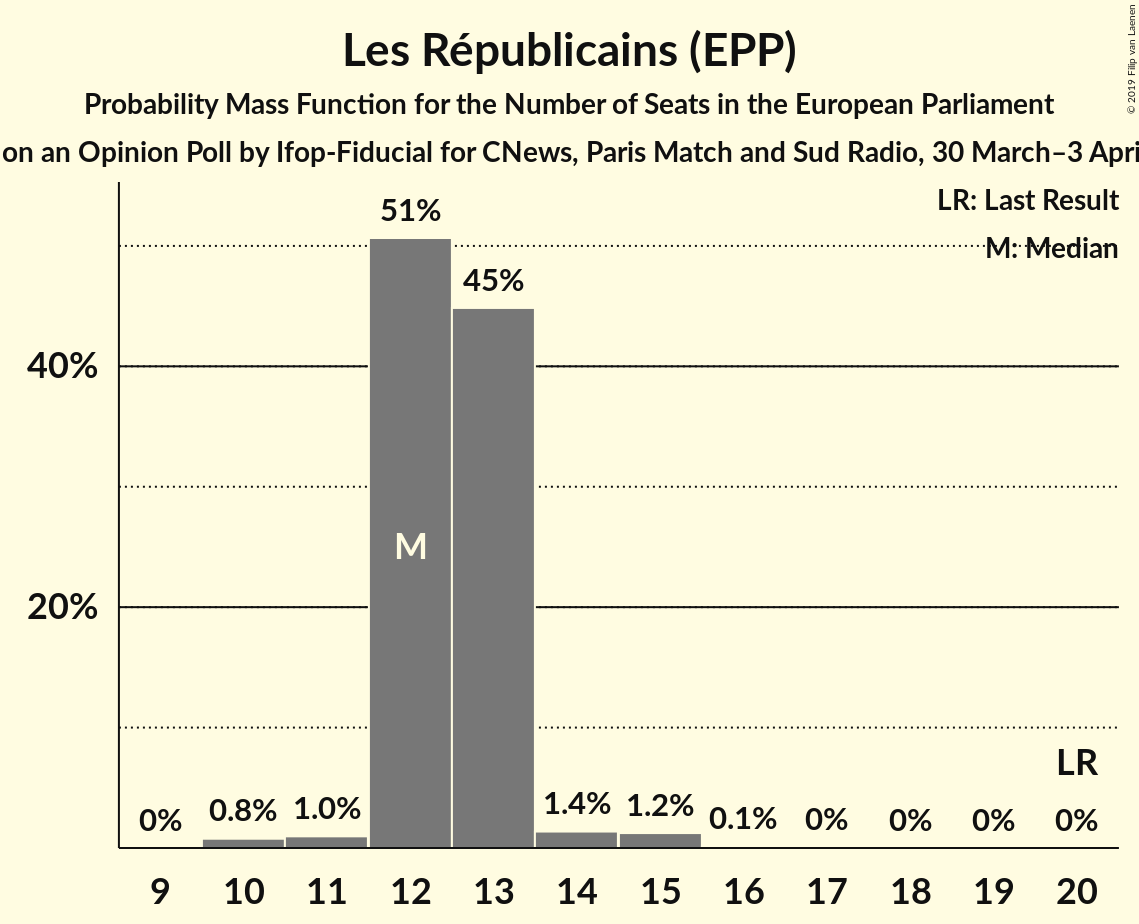 Les Républicains (EPP)
Probability Mass Function for the Number of Seats in the European Parliament
on an Opinion Poll by Ifop-Fiducial for CNews, Paris Match and Sud Radio, 30 March–3 Apri
© 2019 Filip van Laenen
LR: Last Result
M: Median
51%
45%
40%
M
20%
LR
0% 0.8% 1.0% 1.4% 1.2% 0.1% 0% 0% 0% 0%
9 10 11 12 13 14 15 16 17 18 19 20